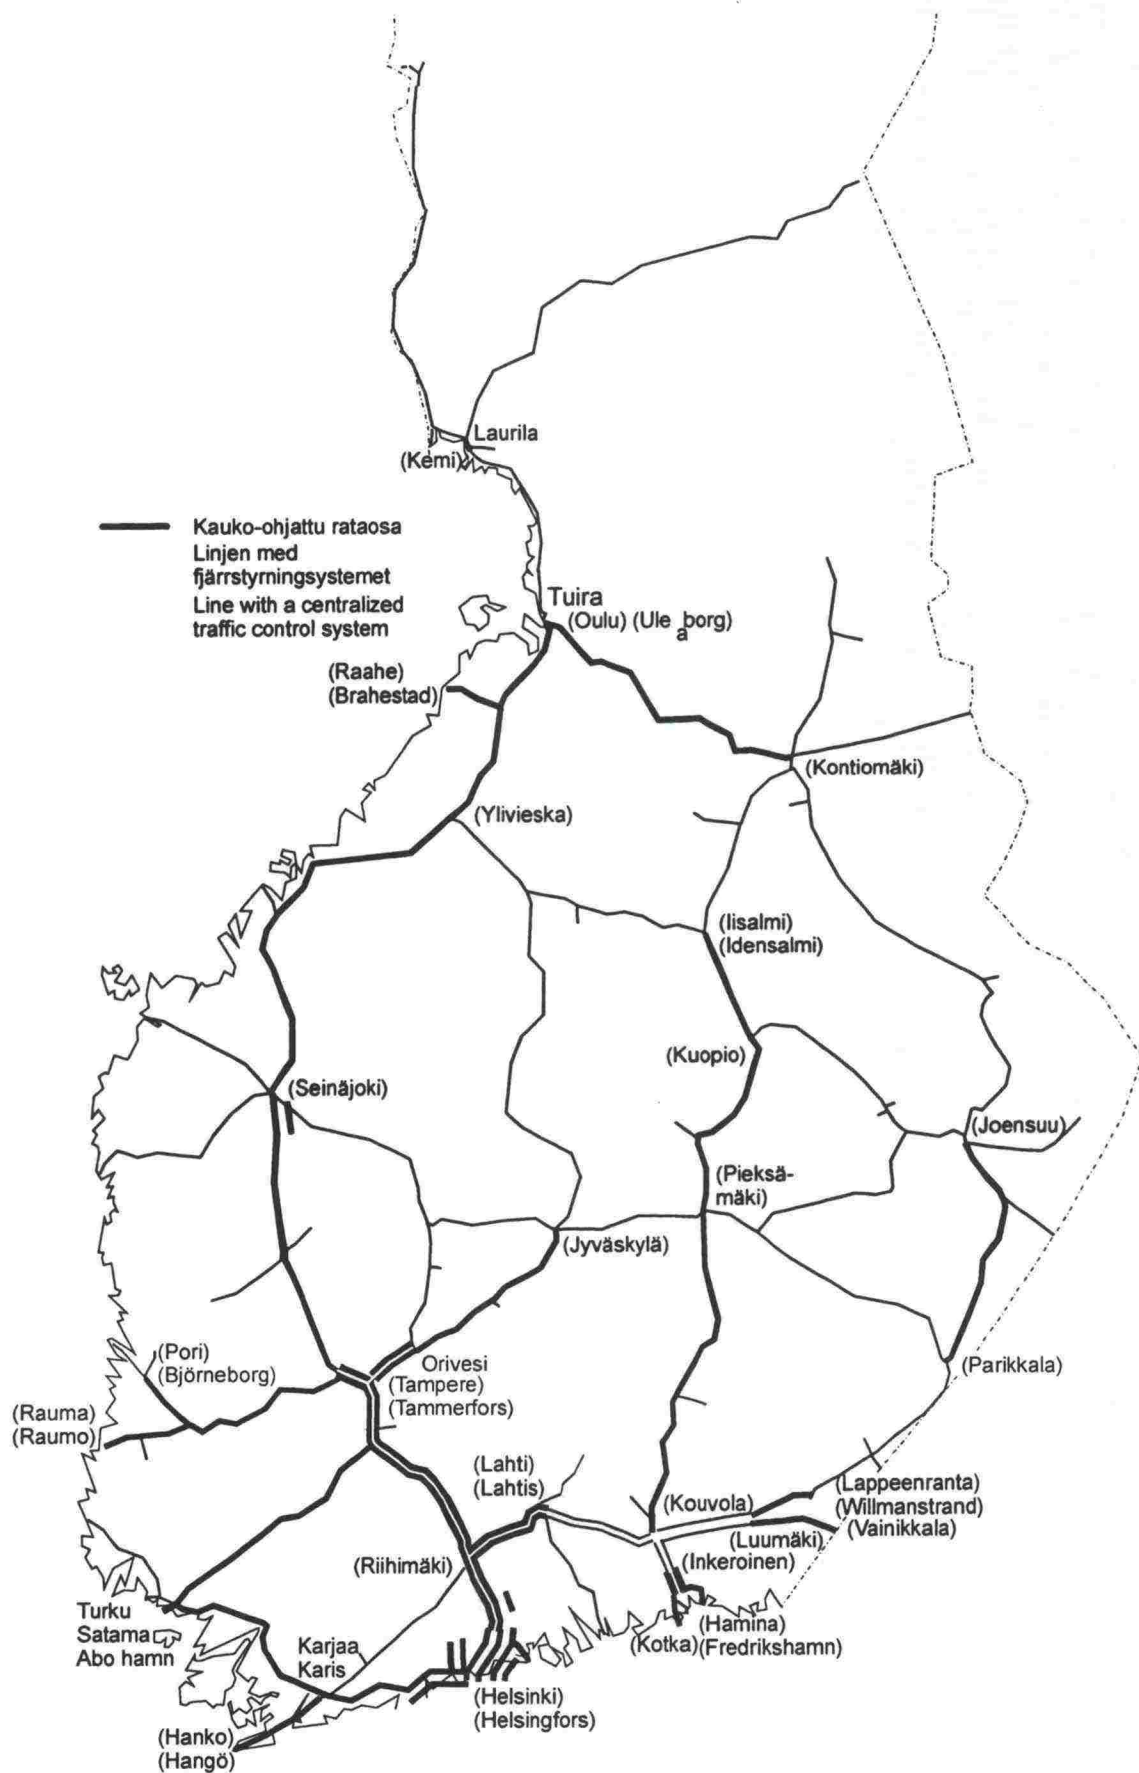 Laurila
(Kemi)
Kauko-ohjattu rataosa
Linjen med
fjärrstyrningsystemet
Line with a centralized
traffic control system
Tuira
(Oulu) (Uleaborg)
(Raahe)
(Brahestad)
(Kontiomäki)
(Ylivieska)
(Iisalmi)
(Idensalmi)
(Kuopio)
(Seinäjoki)
(Joensuu)
(Pieksä-
mäki)
(Jyväskylä)
(Pori)
(Björneborg)
Orivesi
(Tampere)
(Tammerfors)
(Parikkala)
(Rauma)
(Raumo)
(Lahti)
(Lahtis)
(Kouvola)
(Lappeenranta)
(Willmanstrand)
(Vainikkala)
(Luumäki)
(Inkeroinen)
(Riihimäki)
Turku
Satama
Abo hamn
Karjaa
Karis
(Hamina)
(Kotka)
(Fredrikshamn)
(Helsinki)
(Helsingfors)
(Hanko)
(Hangö)